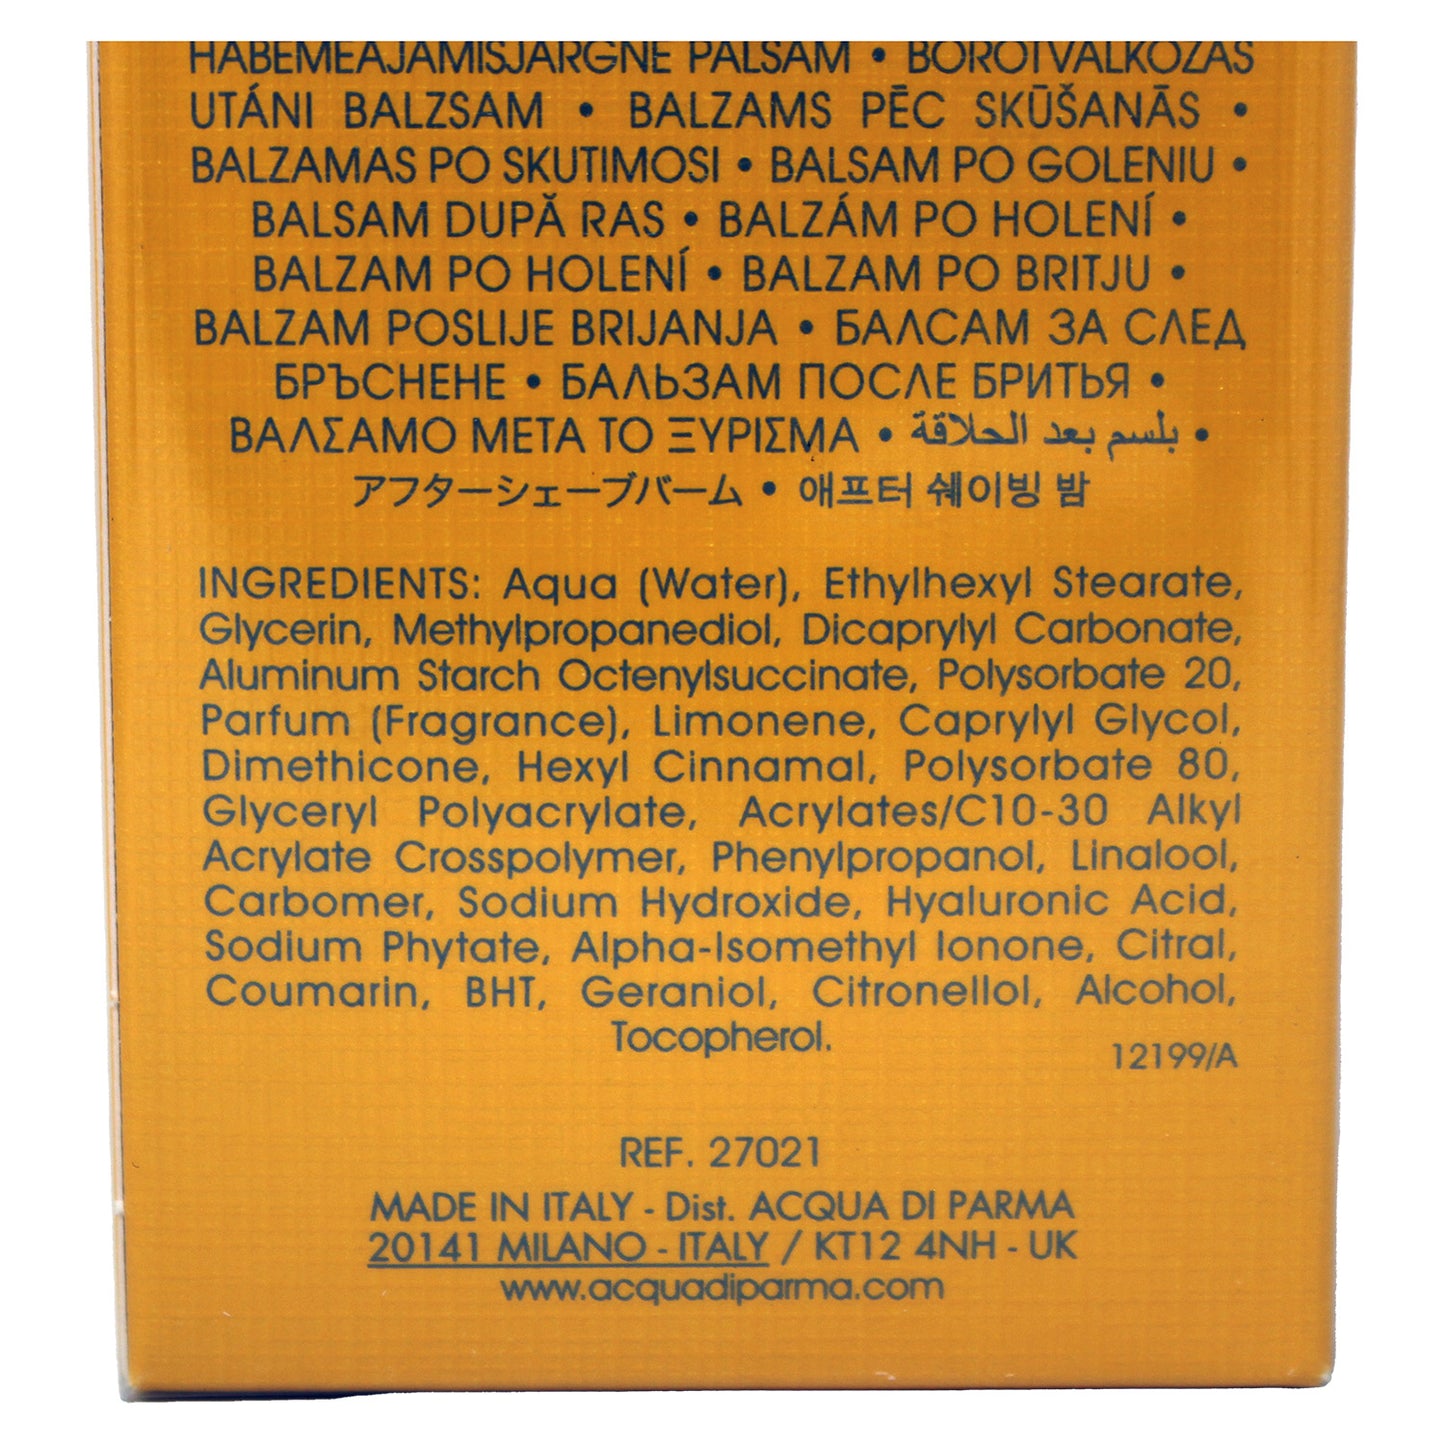 HABEMEAJAMISJÄRGNE PALSAM • BOROTVÁLKOZÁS
UTÁNI BALZSAM • BALZAMS PĒC SKŪŠANĀS •
BALZAMAS PO SKUTIMOSI • BALSAM PO GOLENIU •
BALSAM DUPĂ RAS • BALZÁM PO HOLENÍ •
BALZAM PO HOLENÍ • BALZAM PO BRITJU •
BALZAM POSLIJE BRIJANJA • БАЛСАМ ЗА СЛЕД
БРЪСНЕНЕ • БАЛЬЗАМ ПОСЛЕ БРИТЬЯ •
ΒΑΛΣΑΜΟ ΜΕΤΑ ΤΟ ΞΥΡΙΣΜΑ • بلسم بعد الحلاقة •
アフターシェーブバーム • 애프터 쉐이빙 밤
INGREDIENTS: Aqua (Water), Ethylhexyl Stearate,
Glycerin, Methylpropanediol, Dicaprylyl Carbonate,
Aluminum Starch Octenylsuccinate, Polysorbate 20,
Parfum (Fragrance), Limonene, Caprylyl Glycol,
Dimethicone, Hexyl Cinnamal, Polysorbate 80,
Glyceryl Polyacrylate, Acrylates/C10-30 Alkyl
Acrylate Crosspolymer, Phenylpropanol, Linalool,
Carbomer, Sodium Hydroxide, Hyaluronic Acid,
Sodium Phytate, Alpha-Isomethyl Ionone, Citral,
Coumarin, BHT, Geraniol, Citronellol, Alcohol,
Tocopherol.
12199/A
REF. 27021
MADE IN ITALY - Dist. ACQUA DI PARMA
20141 MILANO - ITALY / KT12 4NH - UK
www.acquadiparma.com